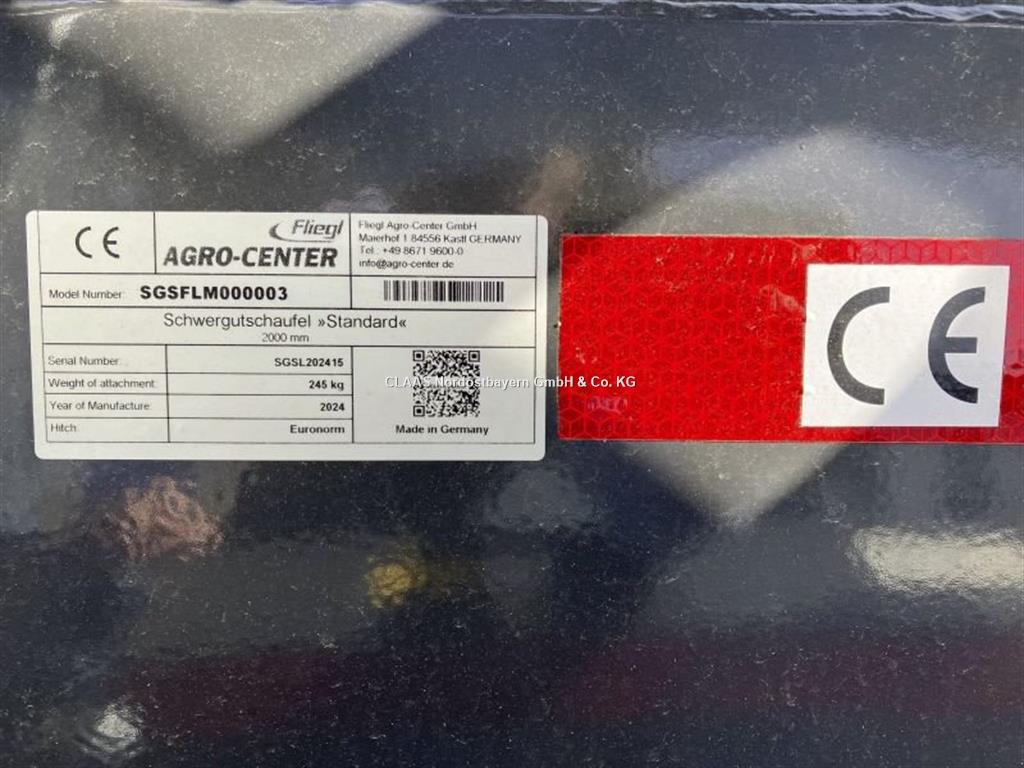 CE
Fliegl
AGRO-CENTER
Fliegl Agro-Center GmbH
Maierhof 1 84556 Kastl GERMANY
Tel.: +49 8671 9600-0
info@agro-center.de
Model Number: SGSFLM000003
Schwergutschaufel »Standard«
2000 mm
Serial Number: SGSL202415
Weight of attachment: 245 kg
Year of Manufacture: 2024
Hitch: Euronorm
Made in Germany
CLAAS Nordostbayern GmbH & Co. KG
CE